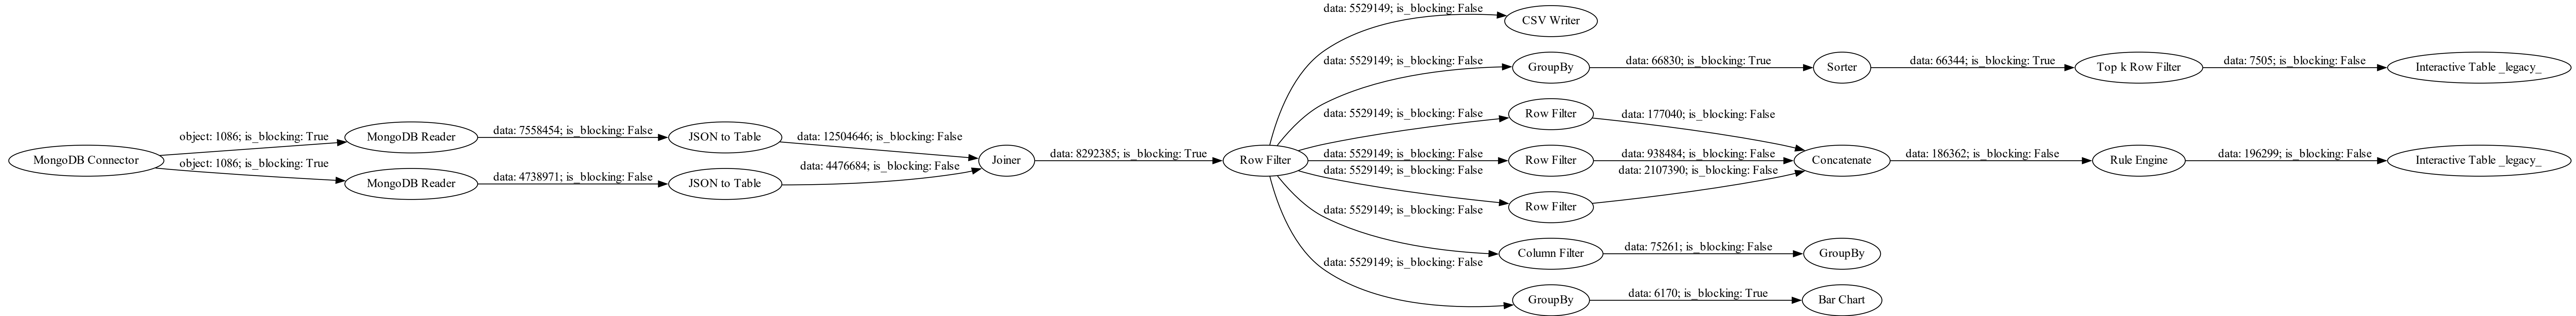 MongoDB Connector
object: 1086; is_blocking: True
object: 1086; is_blocking: True
MongoDB Reader
MongoDB Reader
data: 7558454; is_blocking: False
data: 4738971; is_blocking: False
JSON to Table
JSON to Table
data: 12504646; is_blocking: False
data: 4476684; is_blocking: False
Joiner
data: 8292385; is_blocking: True
Row Filter
data: 5529149; is_blocking: False
data: 5529149; is_blocking: False
data: 5529149; is_blocking: False
data: 5529149; is_blocking: False
data: 5529149; is_blocking: False
data: 5529149; is_blocking: False
data: 5529149; is_blocking: False
CSV Writer
GroupBy
data: 66830; is_blocking: True
Sorter
data: 66344; is_blocking: True
Top k Row Filter
data: 7505; is_blocking: False
Interactive Table _legacy_
Row Filter
data: 177040; is_blocking: False
Row Filter
data: 938484; is_blocking: False
Row Filter
data: 2107390; is_blocking: False
Concatenate
data: 186362; is_blocking: False
Rule Engine
data: 196299; is_blocking: False
Interactive Table _legacy_
Column Filter
data: 75261; is_blocking: False
GroupBy
GroupBy
data: 6170; is_blocking: True
Bar Chart